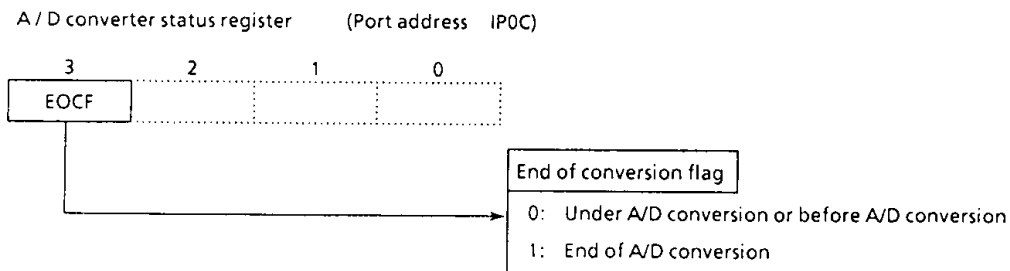 A / D converter status register (Port address IP0C)
3 2 1 0
EOCF
End of conversion flag
0: Under A/D conversion or before A/D conversion
1: End of A/D conversion